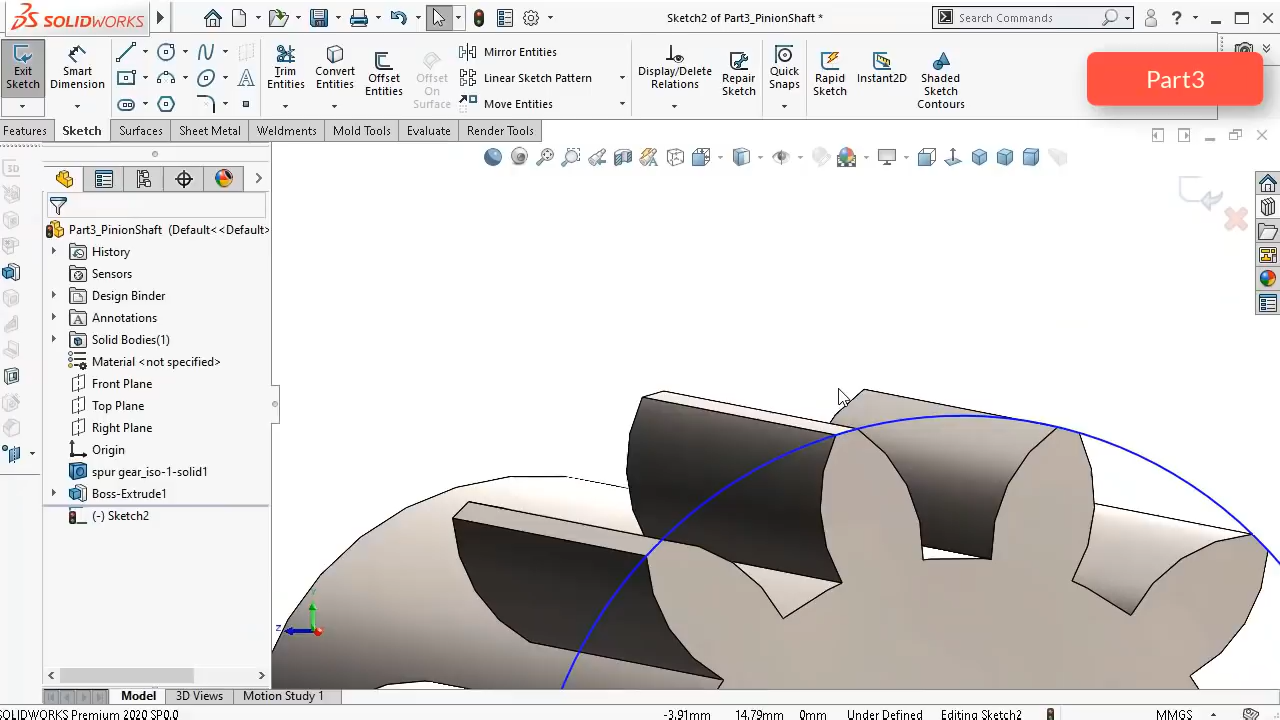 SOLIDWORKS
Sketch2 of Part3_PinionShaft *
Search Commands
Exit Sketch
Smart Dimension
Trim Entities
Convert Entities
Offset Entities
Offset On Surface
Mirror Entities
Linear Sketch Pattern
Move Entities
Display/Delete Relations
Repair Sketch
Quick Snaps
Rapid Sketch
Instant2D
Shaded Sketch Contours
Part3
Features
Sketch
Surfaces
Sheet Metal
Weldments
Mold Tools
Evaluate
Render Tools
Part3_PinionShaft (Default<<Default>
History
Sensors
Design Binder
Annotations
Solid Bodies(1)
Material <not specified>
Front Plane
Top Plane
Right Plane
Origin
spur gear_iso-1-solid1
Boss-Extrude1
(-) Sketch2
Y
Z
Model
3D Views
Motion Study 1
SOLIDWORKS Premium 2020 SP0.0
-3.91mm
14.79mm
0mm
Under Defined
Editing Sketch2
MMGS